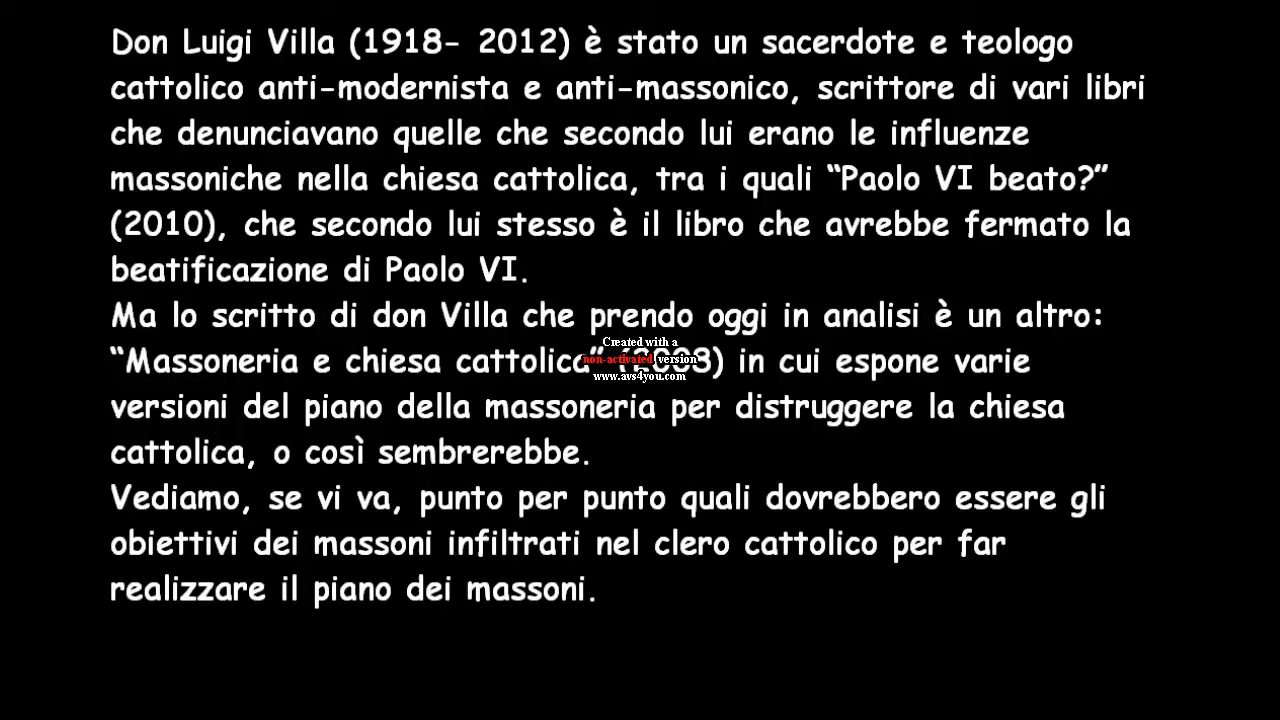 Don Luigi Villa (1918- 2012) è stato un sacerdote e teologo
cattolico anti-modernista e anti-massonico, scrittore di vari libri
che denunciavano quelle che secondo lui erano le influenze
massoniche nella chiesa cattolica, tra i quali “Paolo VI beato?”
(2010), che secondo lui stesso è il libro che avrebbe fermato la
beatificazione di Paolo VI.
Ma lo scritto di don Villa che prendo oggi in analisi è un altro:
Created with a
“Massoneria e chiesa cattolica” in cui espone varie
non-activated version
www.avs4you.com
versioni del piano della massoneria per distruggere la chiesa
cattolica, o così sembrerebbe.
Vediamo, se vi va, punto per punto quali dovrebbero essere gli
obiettivi dei massoni infiltrati nel clero cattolico per far
realizzare il piano dei massoni.